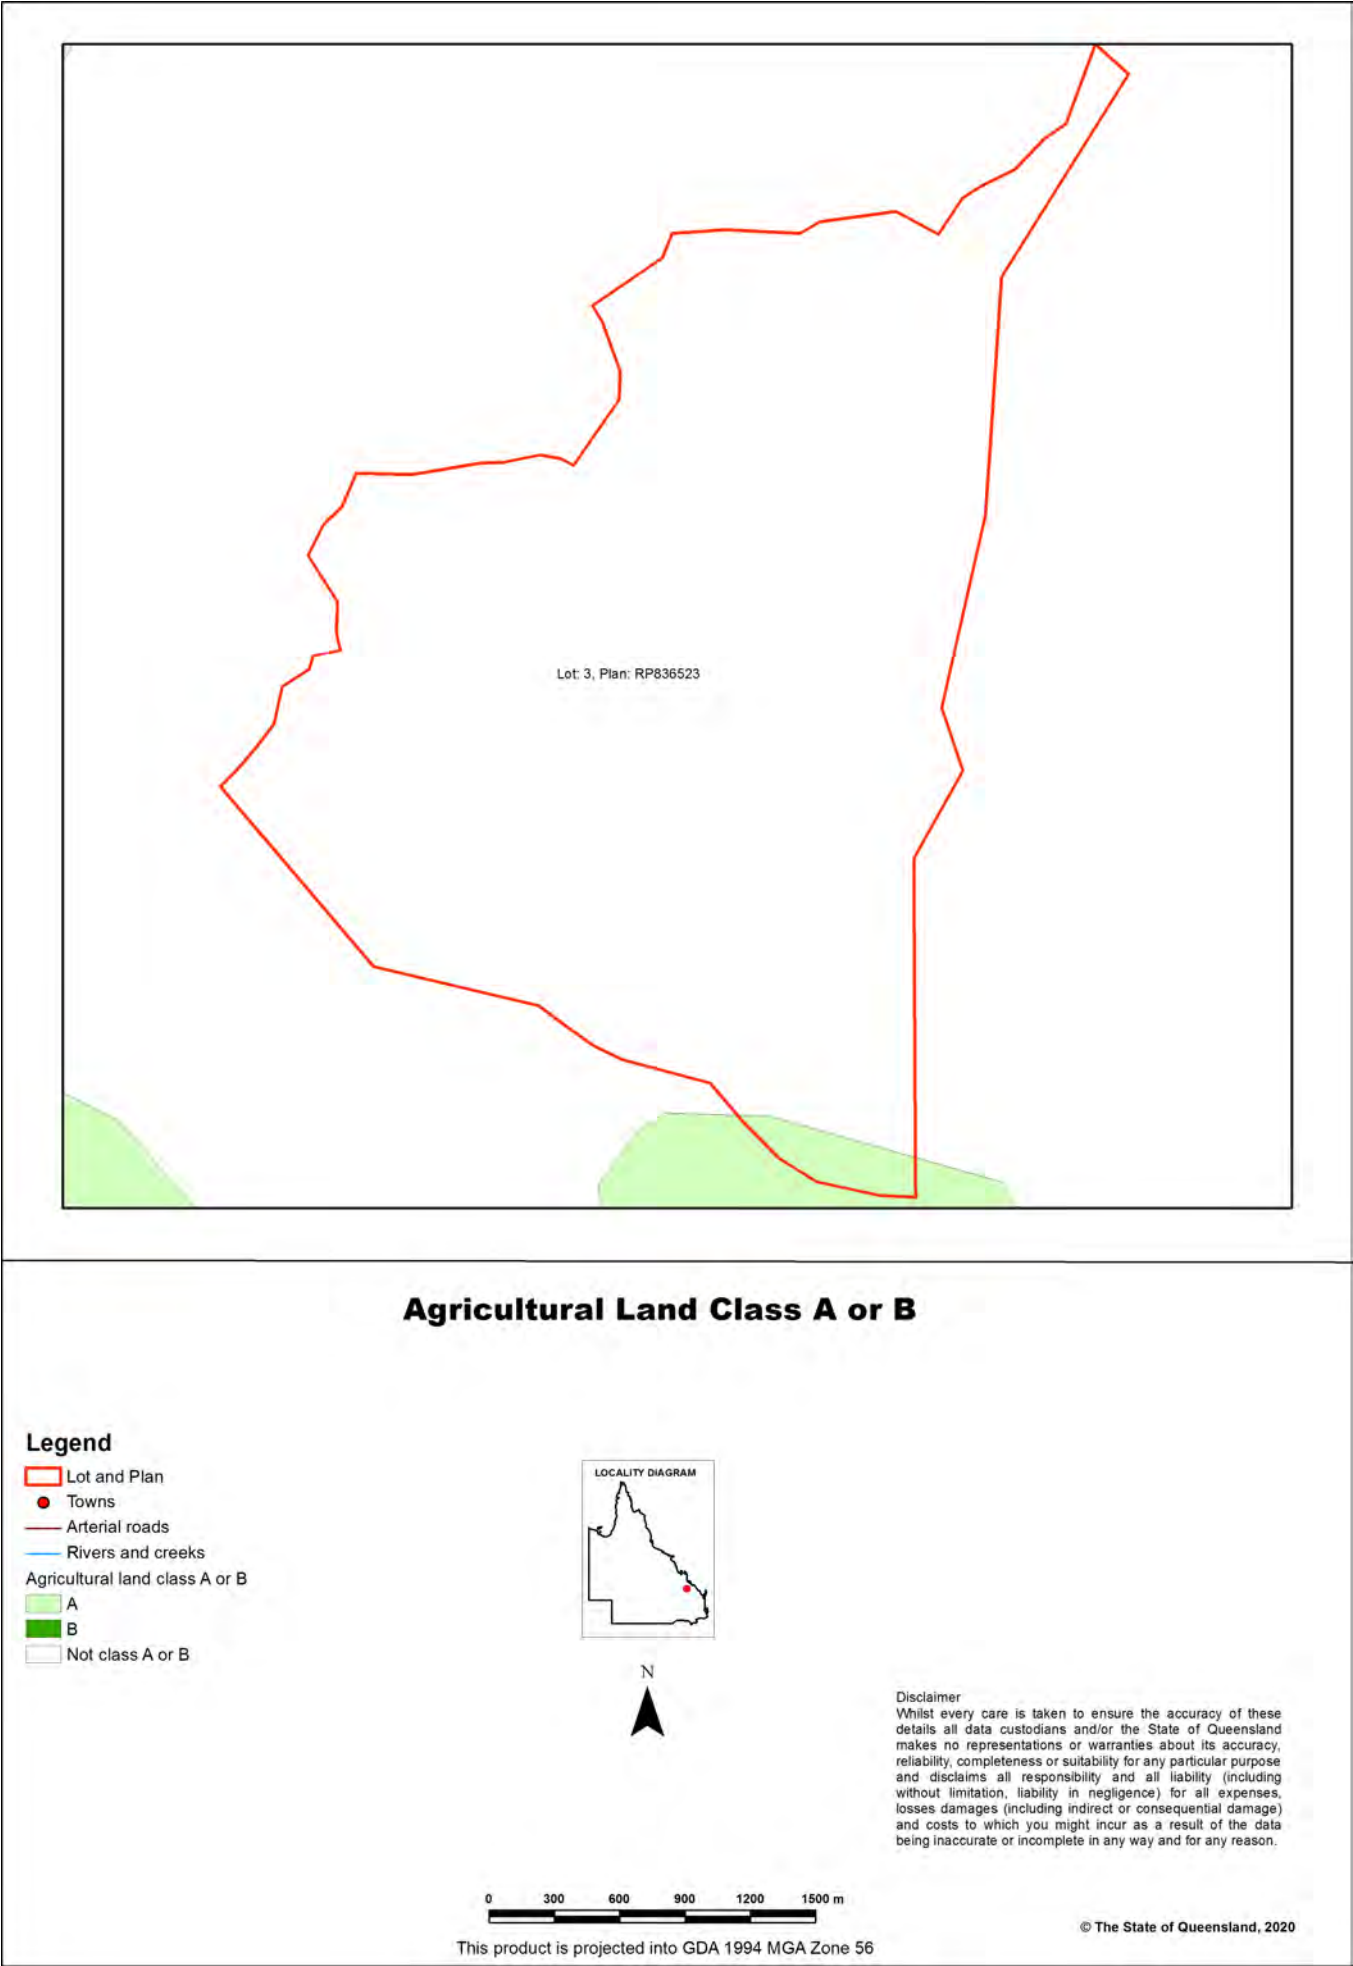 Lot: 3, Plan: RP836523
Agricultural Land Class A or B
Legend
Lot and Plan
Towns
Arterial roads
Rivers and creeks
Agricultural land class A or B
A
B
Not class A or B
LOCALITY DIAGRAM
N
Disclaimer
Whilst every care is taken to ensure the accuracy of these
details all data custodians and/or the State of Queensland
makes no representations or warranties about its accuracy,
reliability, completeness or suitability for any particular purpose
and disclaims all responsibility and all liability (including
without limitation, liability in negligence) for all expenses,
losses damages (including indirect or consequential damage)
and costs to which you might incur as a result of the data
being inaccurate or incomplete in any way and for any reason.
0 300 600 900 1200 1500 m
This product is projected into GDA 1994 MGA Zone 56
© The State of Queensland, 2020